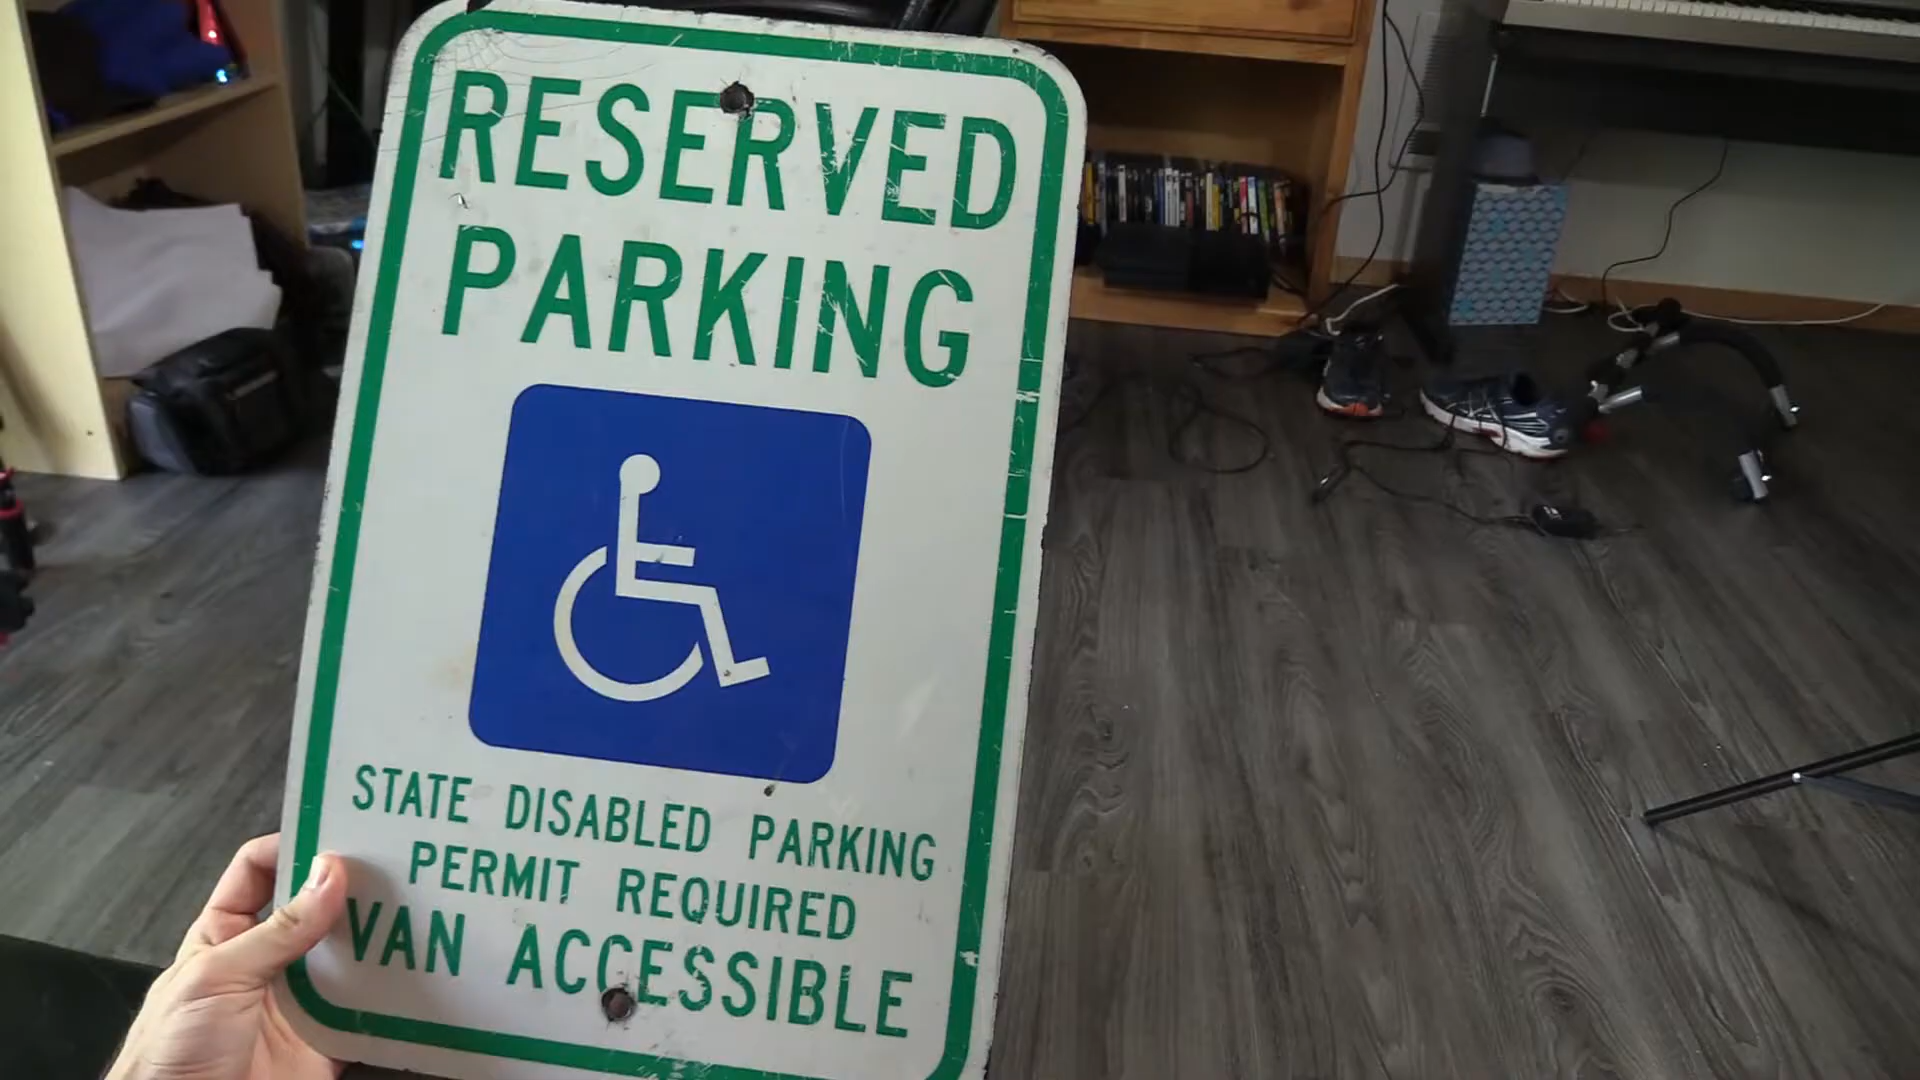 RESERVED
PARKING
STATE DISABLED PARKING
PERMIT REQUIRED
VAN ACCESSIBLE